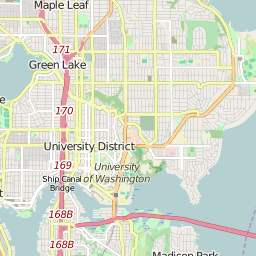 Maple Leaf
171
Green Lake
170
University District
169
University
of Washington
Ship Canal
Bridge
168B
168B
Madison Park